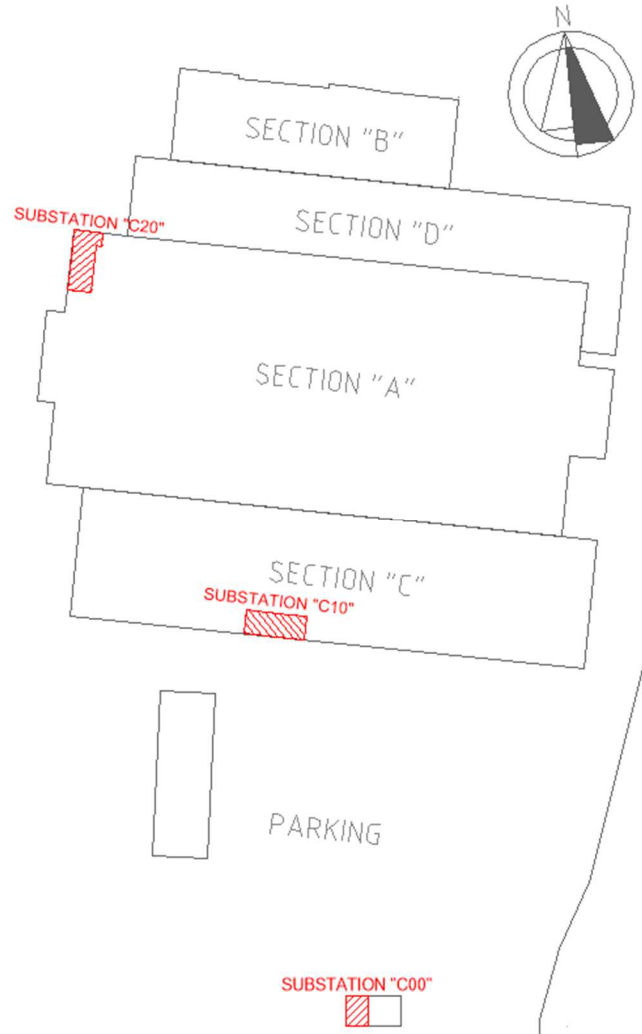 N
SECTION "B"
SECTION "D"
SUBSTATION "C20"
SECTION "A"
SECTION "C"
SUBSTATION "C10"
PARKING
SUBSTATION "C00"